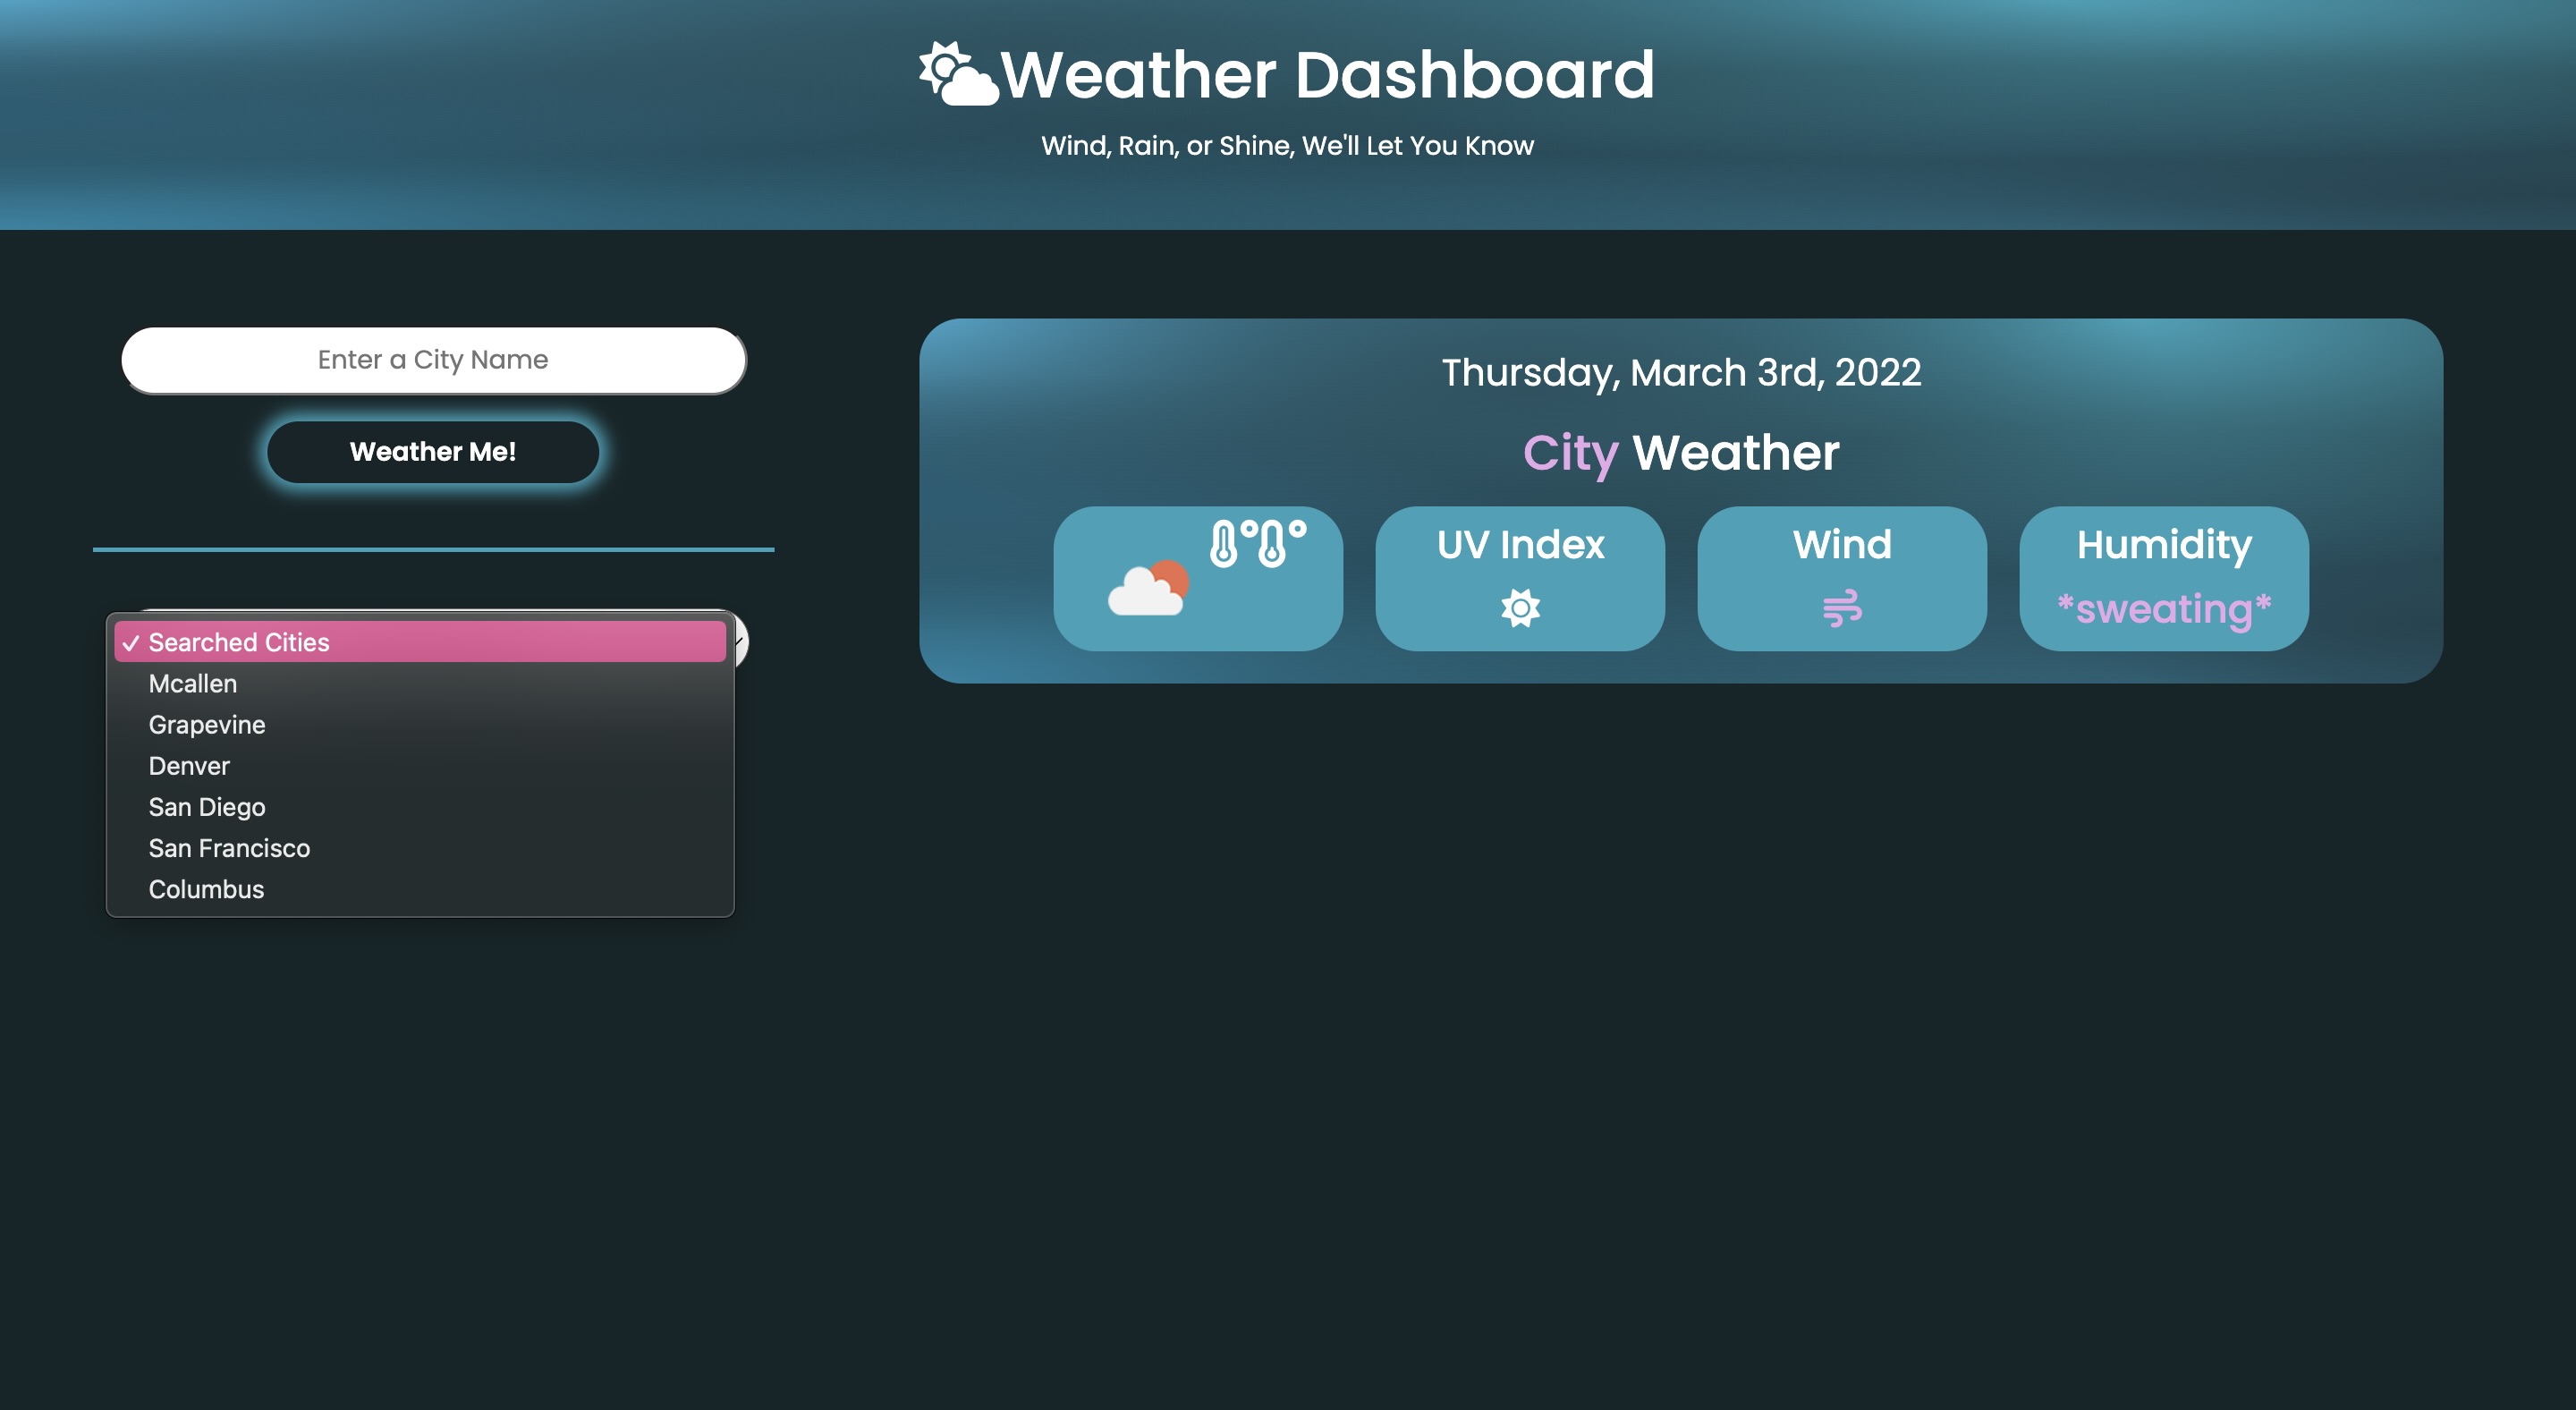 Weather Dashboard
Wind, Rain, or Shine, We'll Let You Know
Enter a City Name
Weather Me!
✓ Searched Cities
Mcallen
Grapevine
Denver
San Diego
San Francisco
Columbus
Thursday, March 3rd, 2022
City Weather
UV Index
Wind
Humidity
*sweating*